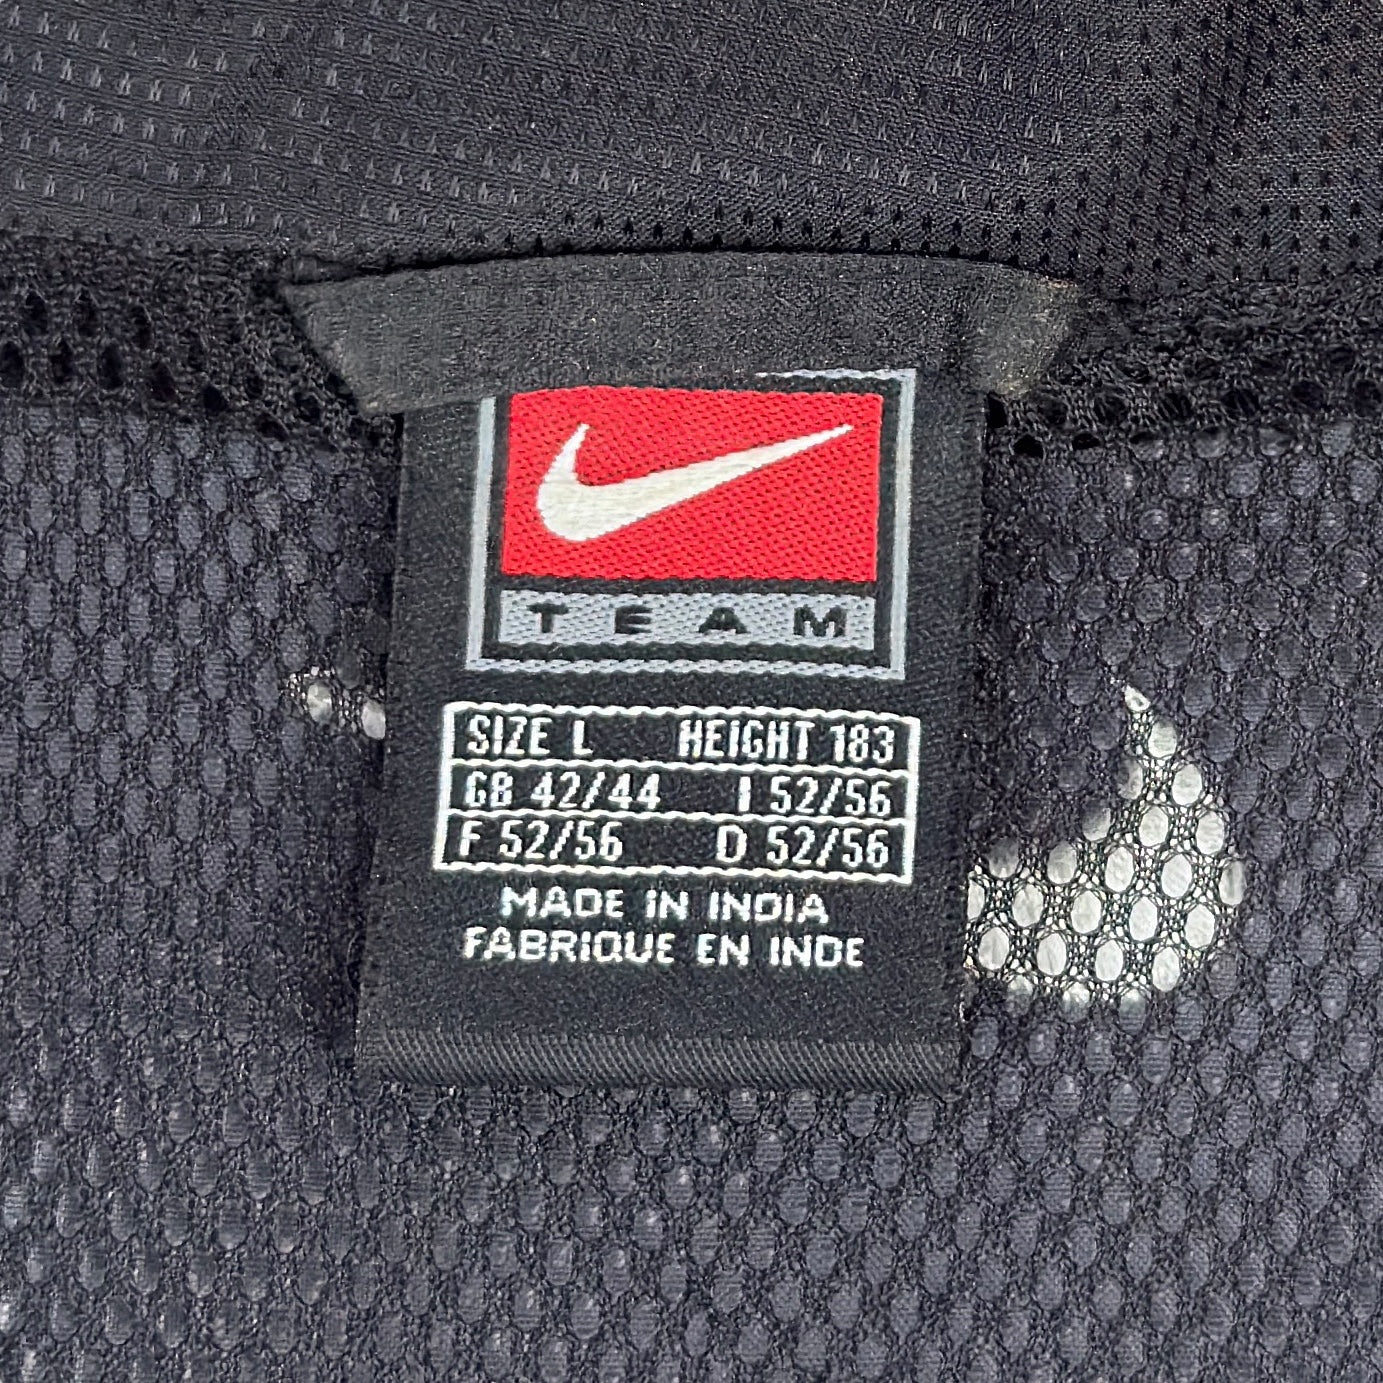 TEAM
SIZE L HEIGHT 183
GB 42/44 I 52/56
F 52/56 D 52/56
MADE IN INDIA
FABRIQUE EN INDE